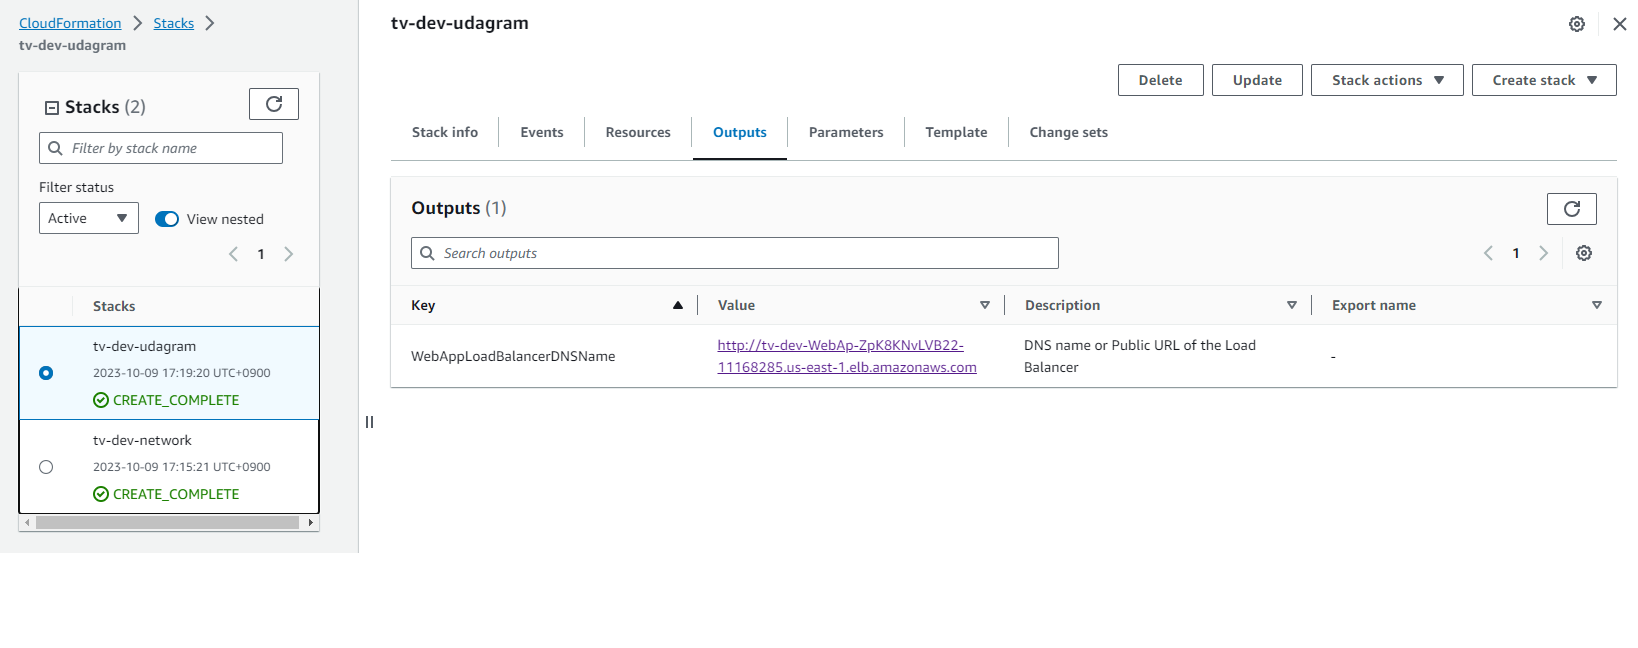 CloudFormation
Stacks
tv-dev-udagram
Stacks (2)
Filter by stack name
Filter status
Active
View nested
1
Stacks
tv-dev-udagram
2023-10-09 17:19:20 UTC+0900
CREATE_COMPLETE
tv-dev-network
2023-10-09 17:15:21 UTC+0900
CREATE_COMPLETE
tv-dev-udagram
Delete
Update
Stack actions
Create stack
Stack info
Events
Resources
Outputs
Parameters
Template
Change sets
Outputs (1)
Search outputs
1
Key
Value
Description
Export name
WebAppLoadBalancerDNSName
http://tv-dev-WebAp-ZpK8KNvLVB22-
11168285.us-east-1.elb.amazonaws.com
DNS name or Public URL of the Load
Balancer
-